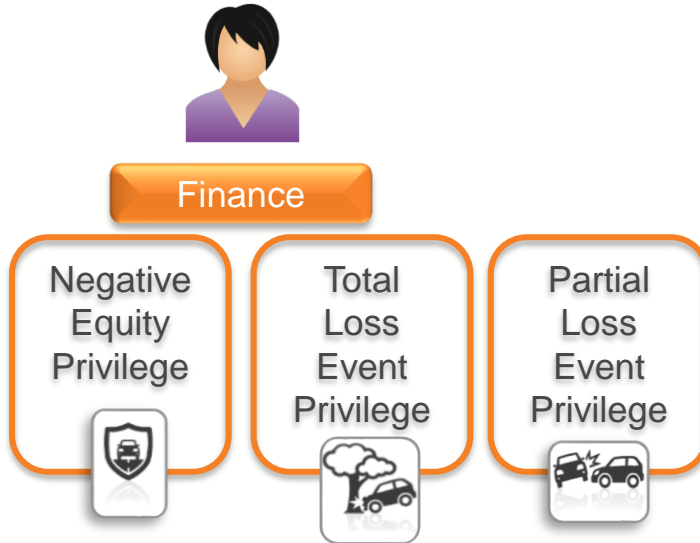 Finance
Negative
Equity
Privilege
Total
Loss
Event
Privilege
Partial
Loss
Event
Privilege